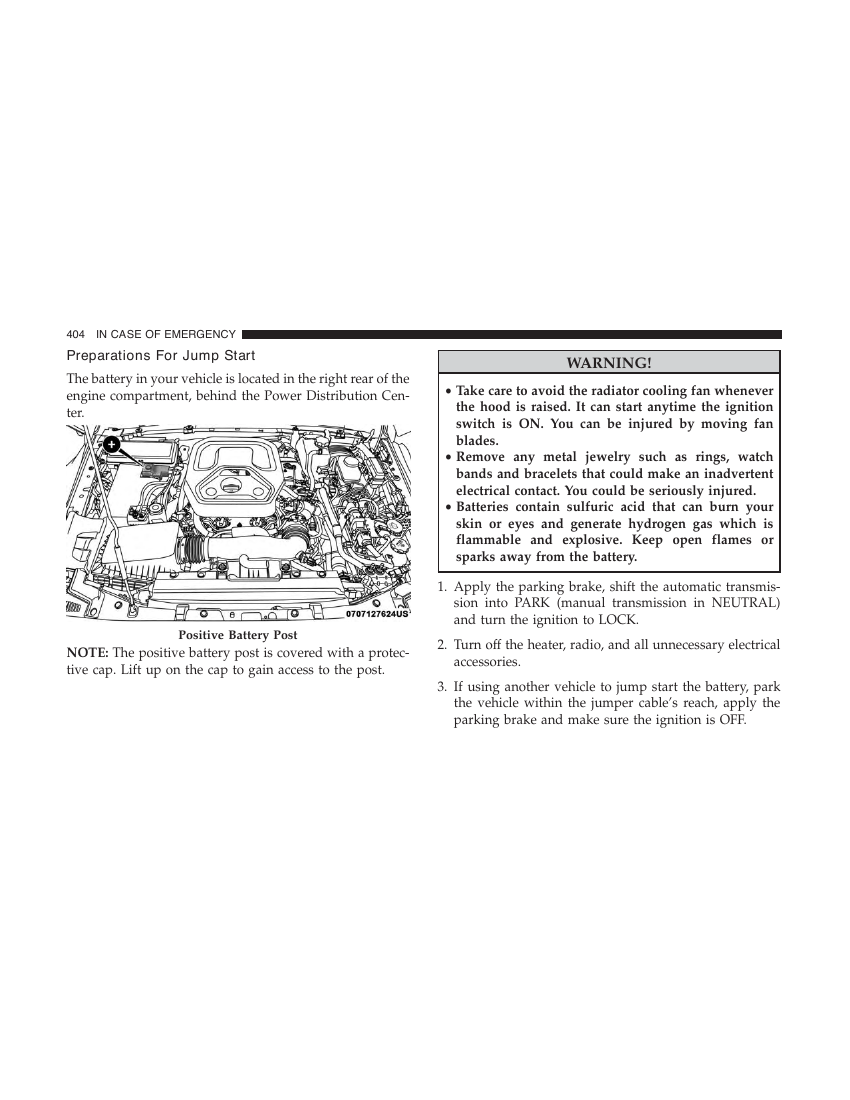 404 IN CASE OF EMERGENCY
Preparations For Jump Start
The battery in your vehicle is located in the right rear of the
engine compartment, behind the Power Distribution Cen-
ter.
+
0707127624US
Positive Battery Post
NOTE: The positive battery post is covered with a protec-
tive cap. Lift up on the cap to gain access to the post.
WARNING!
• Take care to avoid the radiator cooling fan whenever
the hood is raised. It can start anytime the ignition
switch is ON. You can be injured by moving fan
blades.
• Remove any metal jewelry such as rings, watch
bands and bracelets that could make an inadvertent
electrical contact. You could be seriously injured.
• Batteries contain sulfuric acid that can burn your
skin or eyes and generate hydrogen gas which is
flammable and explosive. Keep open flames or
sparks away from the battery.
1. Apply the parking brake, shift the automatic transmis-
sion into PARK (manual transmission in NEUTRAL)
and turn the ignition to LOCK.
2. Turn off the heater, radio, and all unnecessary electrical
accessories.
3. If using another vehicle to jump start the battery, park
the vehicle within the jumper cable's reach, apply the
parking brake and make sure the ignition is OFF.